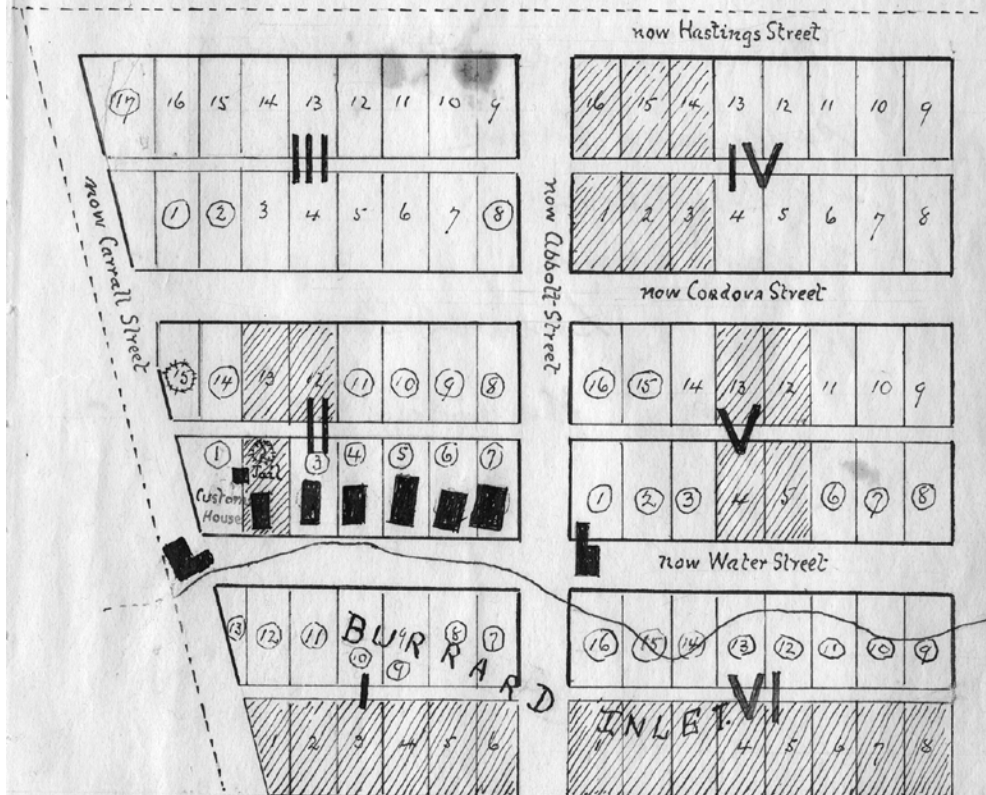 now Hastings Street
17 16 15 14 13 12 11 10 9
16 15 14 13 12 11 10 9
III
IV
1 2 3 4 5 6 7 8
1 2 3 4 5 6 7 8
now Carrall Street
now Abbott-Street
now Cordova Street
15 14 13 12 11 10 9 8
16 15 14 13 12 11 10 9
II
V
1 3 4 5 6 7
1 2 3 4 5 6 7 8
Jail
Customs
House
now Water Street
13 12 11 10 9 8 7
16 15 14 13 12 11 10 9
BURRARD
INLET.
I
VI
1 2 3 4 5 6
1 4 5 6 7 8